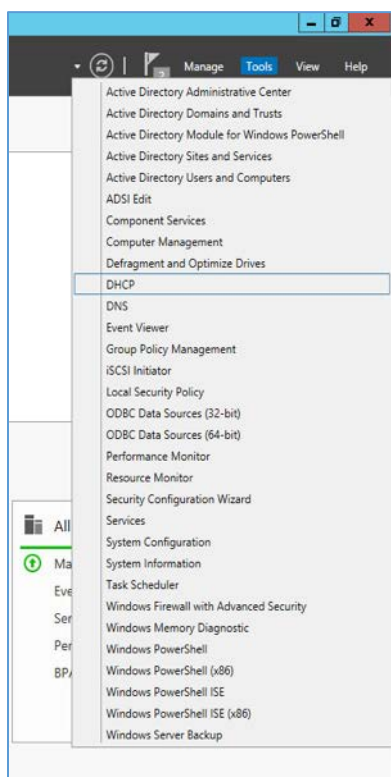 Manage Tools View Help
Active Directory Administrative Center
Active Directory Domains and Trusts
Active Directory Module for Windows PowerShell
Active Directory Sites and Services
Active Directory Users and Computers
ADSI Edit
Component Services
Computer Management
Defragment and Optimize Drives
DHCP
DNS
Event Viewer
Group Policy Management
iSCSI Initiator
Local Security Policy
ODBC Data Sources (32-bit)
ODBC Data Sources (64-bit)
Performance Monitor
Resource Monitor
Security Configuration Wizard
Services
All
System Configuration
Ma
System Information
Task Scheduler
Eve
Windows Firewall with Advanced Security
Ser
Windows Memory Diagnostic
Per
Windows PowerShell
BPA
Windows PowerShell (x86)
Windows PowerShell ISE
Windows PowerShell ISE (x86)
Windows Server Backup